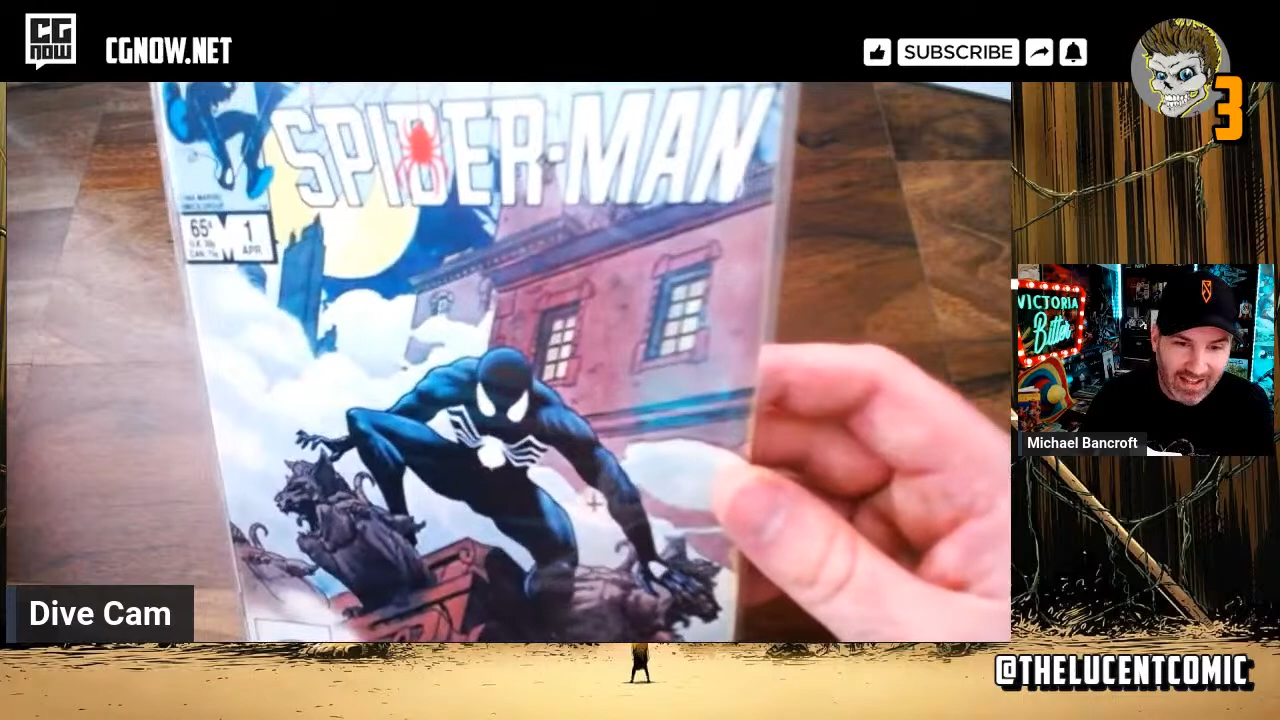 CG
NOW
CGNOW.NET
SUBSCRIBE
3
SPIDER-MAN
65¢
1
APR.
VICTORIA
Bitter
Michael Bancroft
Dive Cam
@THELUCENTCOMIC